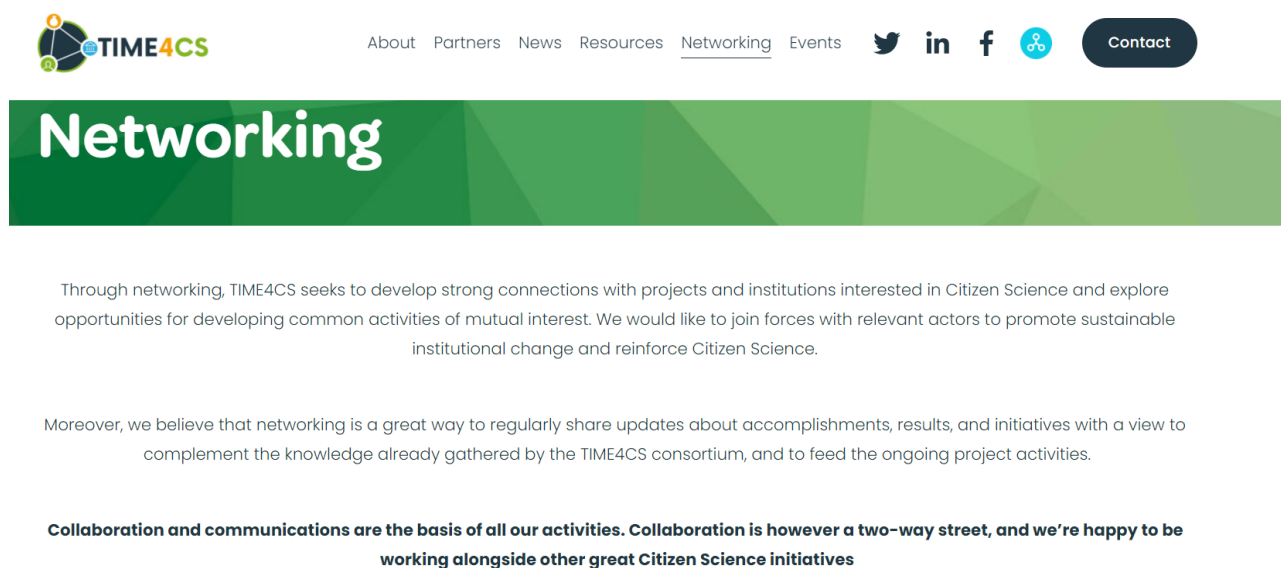 TIME4CS
About Partners News Resources Networking Events Contact
Networking
Through networking, TIME4CS seeks to develop strong connections with projects and institutions interested in Citizen Science and explore
opportunities for developing common activities of mutual interest. We would like to join forces with relevant actors to promote sustainable
institutional change and reinforce Citizen Science.
Moreover, we believe that networking is a great way to regularly share updates about accomplishments, results, and initiatives with a view to
complement the knowledge already gathered by the TIME4CS consortium, and to feed the ongoing project activities.
Collaboration and communications are the basis of all our activities. Collaboration is however a two-way street, and we’re happy to be
working alongside other great Citizen Science initiatives